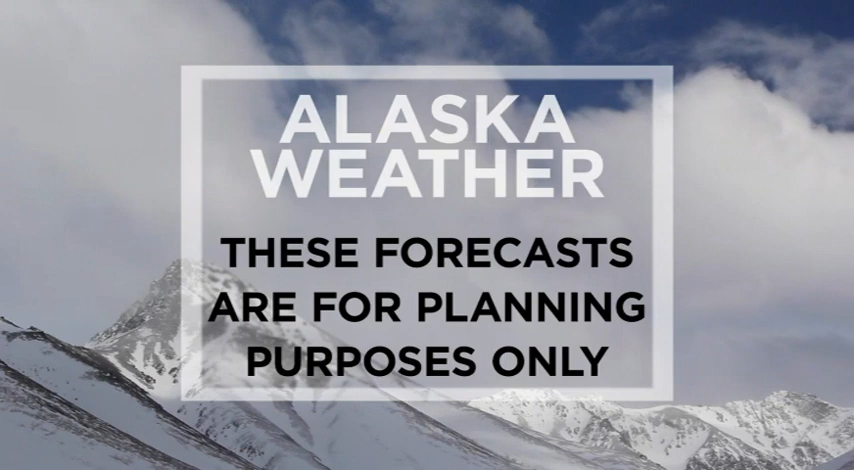 ALASKA
WEATHER
THESE FORECASTS
ARE FOR PLANNING
PURPOSES ONLY